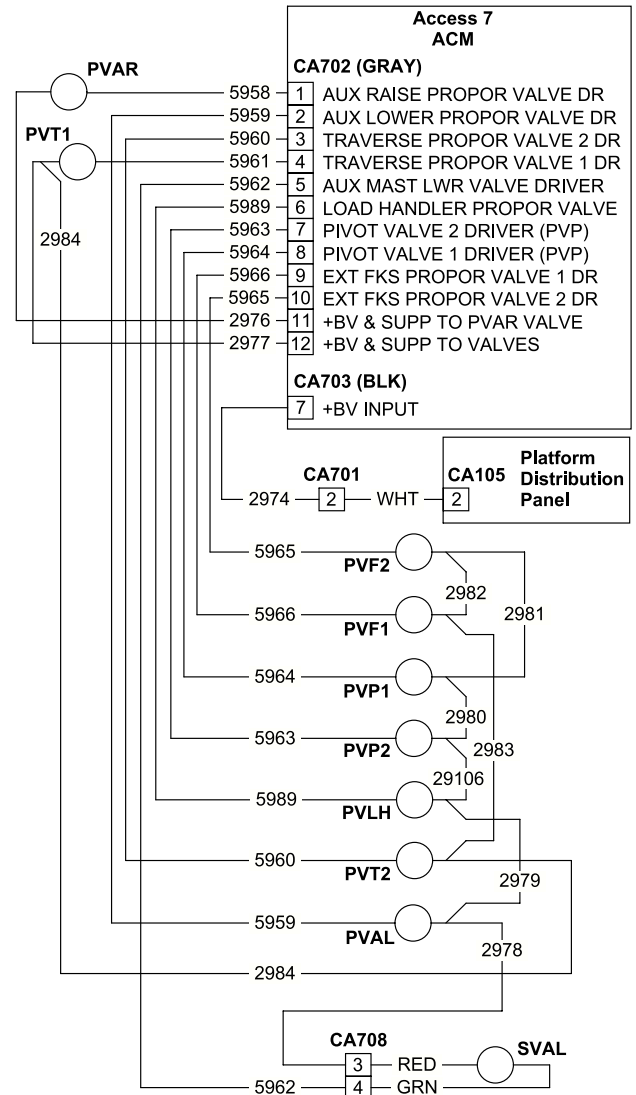 Access 7
ACM
CA702 (GRAY)
PVAR
5958 1 AUX RAISE PROPOR VALVE DR
5959 2 AUX LOWER PROPOR VALVE DR
PVT1
5960 3 TRAVERSE PROPOR VALVE 2 DR
5961 4 TRAVERSE PROPOR VALVE 1 DR
5962 5 AUX MAST LWR VALVE DRIVER
5989 6 LOAD HANDLER PROPOR VALVE
5963 7 PIVOT VALVE 2 DRIVER (PVP)
2984
5964 8 PIVOT VALVE 1 DRIVER (PVP)
5966 9 EXT FKS PROPOR VALVE 1 DR
5965 10 EXT FKS PROPOR VALVE 2 DR
2976 11 +BV & SUPP TO PVAR VALVE
2977 12 +BV & SUPP TO VALVES
CA703 (BLK)
7 +BV INPUT
Platform
Distribution
Panel
CA701 CA105
2974 2 WHT 2
5965
PVF2
2982
5966 2981
PVF1
5964
PVP1
2980
5963 2983
PVP2
29106
5989
PVLH
5960
PVT2
2979
5959
PVAL
2978
2984
CA708
SVAL
3 RED
5962 4 GRN